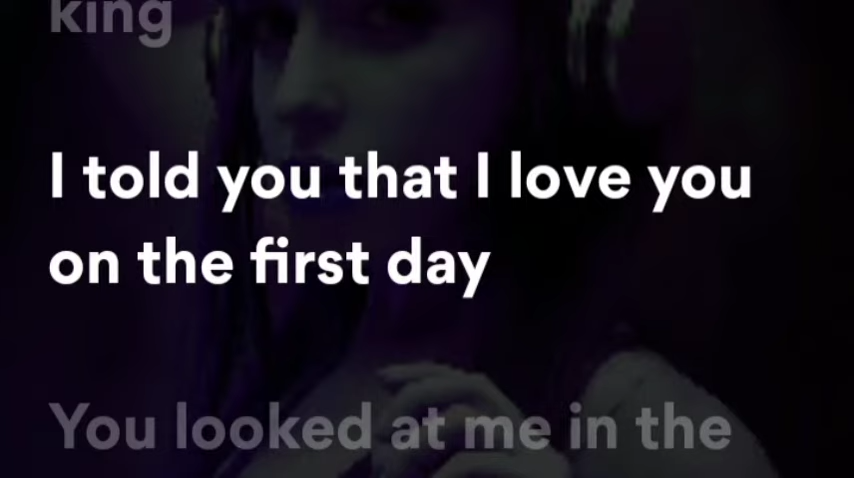 king
I told you that I love you
on the first day
You looked at me in the